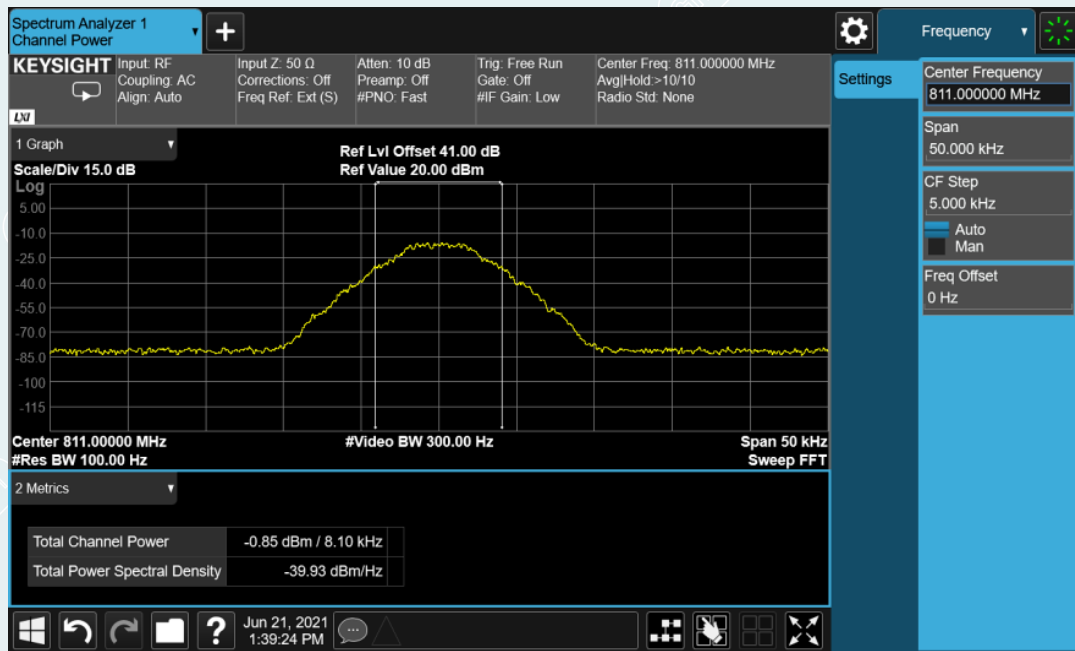 Spectrum Analyzer 1
Channel Power
+
Frequency
KEYSIGHT
LXI
Input: RF
Coupling: AC
Align: Auto
Input Z: 50 Ω
Corrections: Off
Freq Ref: Ext (S)
Atten: 10 dB
Preamp: Off
#PNO: Fast
Trig: Free Run
Gate: Off
#IF Gain: Low
Center Freq: 811.000000 MHz
Avg|Hold:>10/10
Radio Std: None
Settings
Center Frequency
811.000000 MHz
Span
50.000 kHz
CF Step
5.000 kHz
Auto
Man
Freq Offset
0 Hz
1 Graph
Scale/Div 15.0 dB
Ref Lvl Offset 41.00 dB
Ref Value 20.00 dBm
Log
5.00
-10.0
-25.0
-40.0
-55.0
-70.0
-85.0
-100
-115
Center 811.00000 MHz
#Video BW 300.00 Hz
Span 50 kHz
#Res BW 100.00 Hz
Sweep FFT
2 Metrics
Total Channel Power -0.85 dBm / 8.10 kHz
Total Power Spectral Density -39.93 dBm/Hz
?
Jun 21, 2021
1:39:24 PM